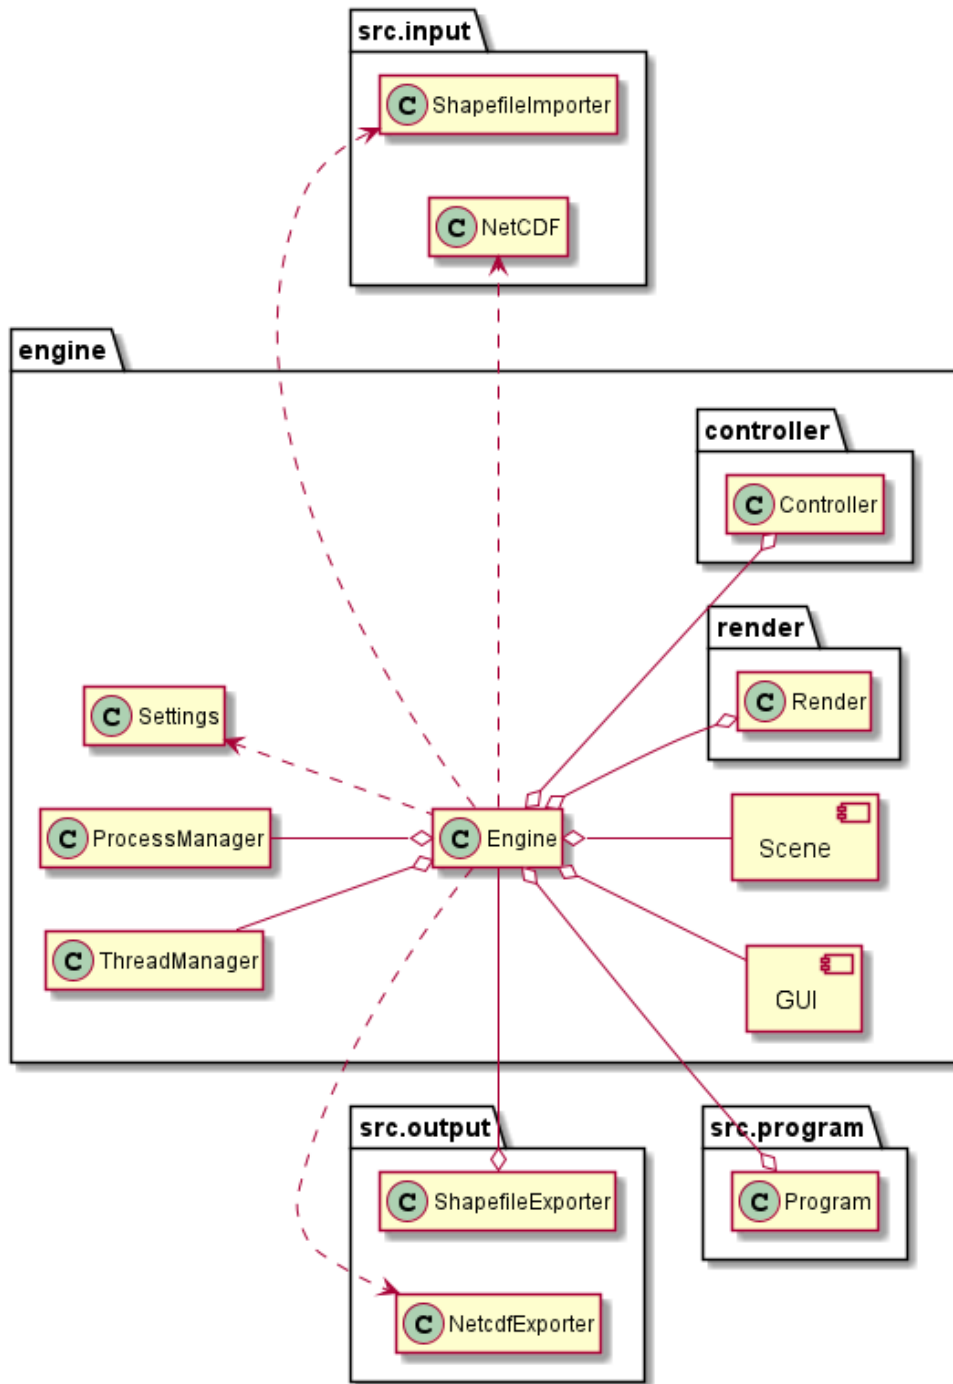 src.input
C ShapefileImporter
C NetCDF
engine
controller
C Controller
render
C Render
C Settings
C ProcessManager
C Engine
Scene
C ThreadManager
GUI
src.output
src.program
C ShapefileExporter
C Program
C NetcdfExporter